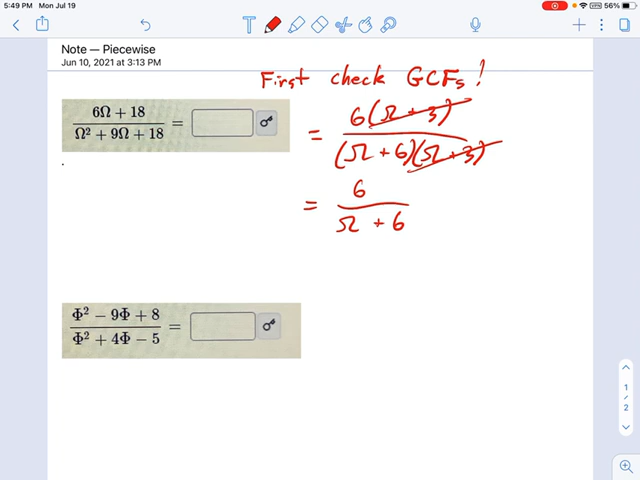 5:49 PM Mon Jul 19 56%
T
Note — Piecewise
Jun 10, 2021 at 3:13 PM
First check GCFs!
6Ω + 18 / Ω² + 9Ω + 18 =
= 6(Ω + 3) / (Ω + 6)(Ω + 3)
= 6 / Ω + 6
Φ² − 9Φ + 8 / Φ² + 4Φ − 5 =
1 / 2